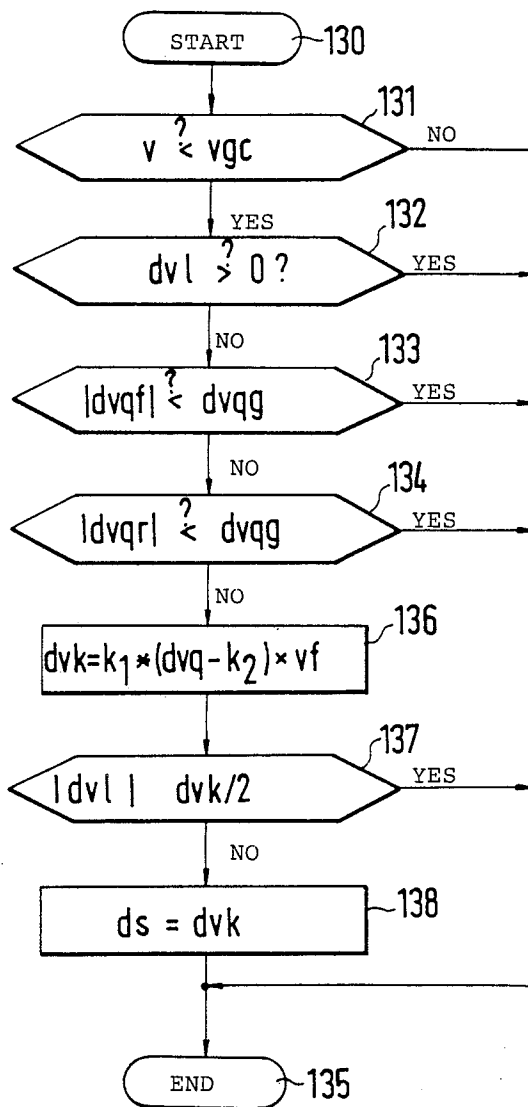 START
130
131
v <? vgc
NO
YES
132
dvl >? 0?
YES
NO
133
|dvqf| <? dvqg
YES
NO
134
|dvqr| <? dvqg
YES
NO
136
dvk=k₁*(dvq-k₂)×vf
137
|dvl| dvk/2
YES
NO
138
ds = dvk
END
135